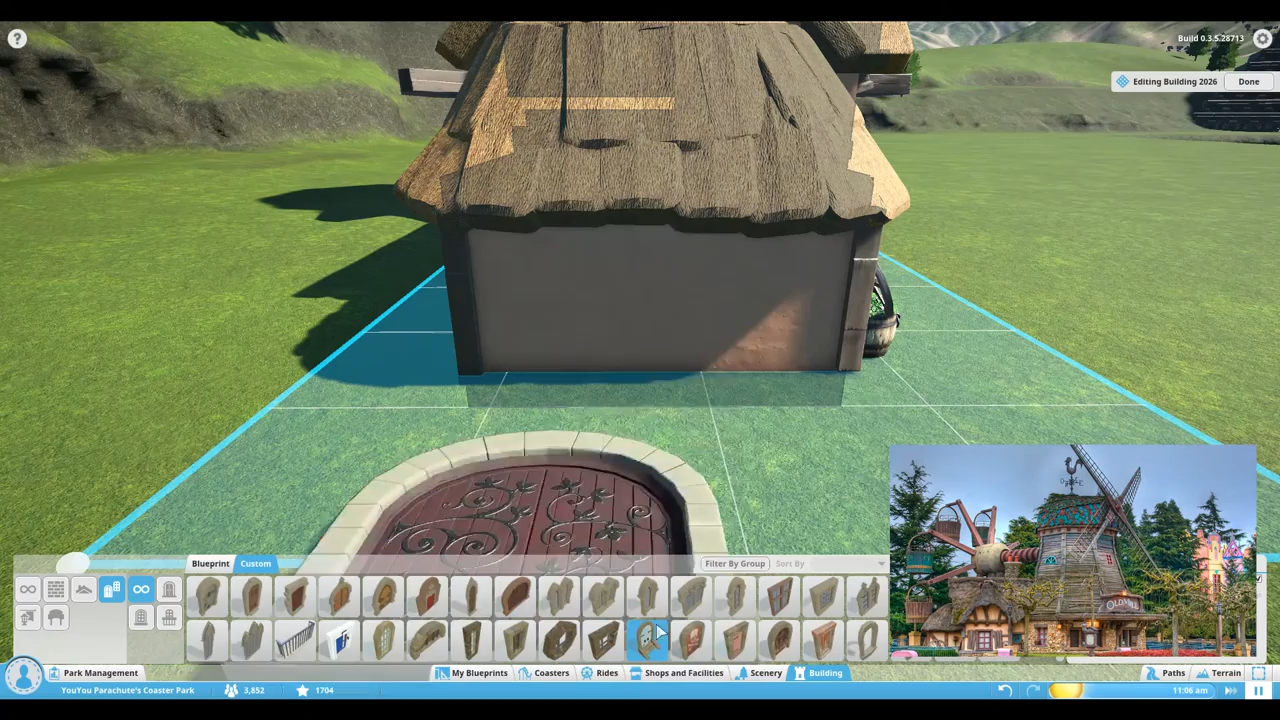 ?
Build 0.3.5.28713
Editing Building 2026
Done
OLD MILL
Blueprint
Custom
Filter By Group
Sort By
Park Management
My Blueprints
Coasters
Rides
Shops and Facilities
Scenery
Building
Paths
Terrain
YouYou Parachute's Coaster Park
3,852
1704
11:06 am